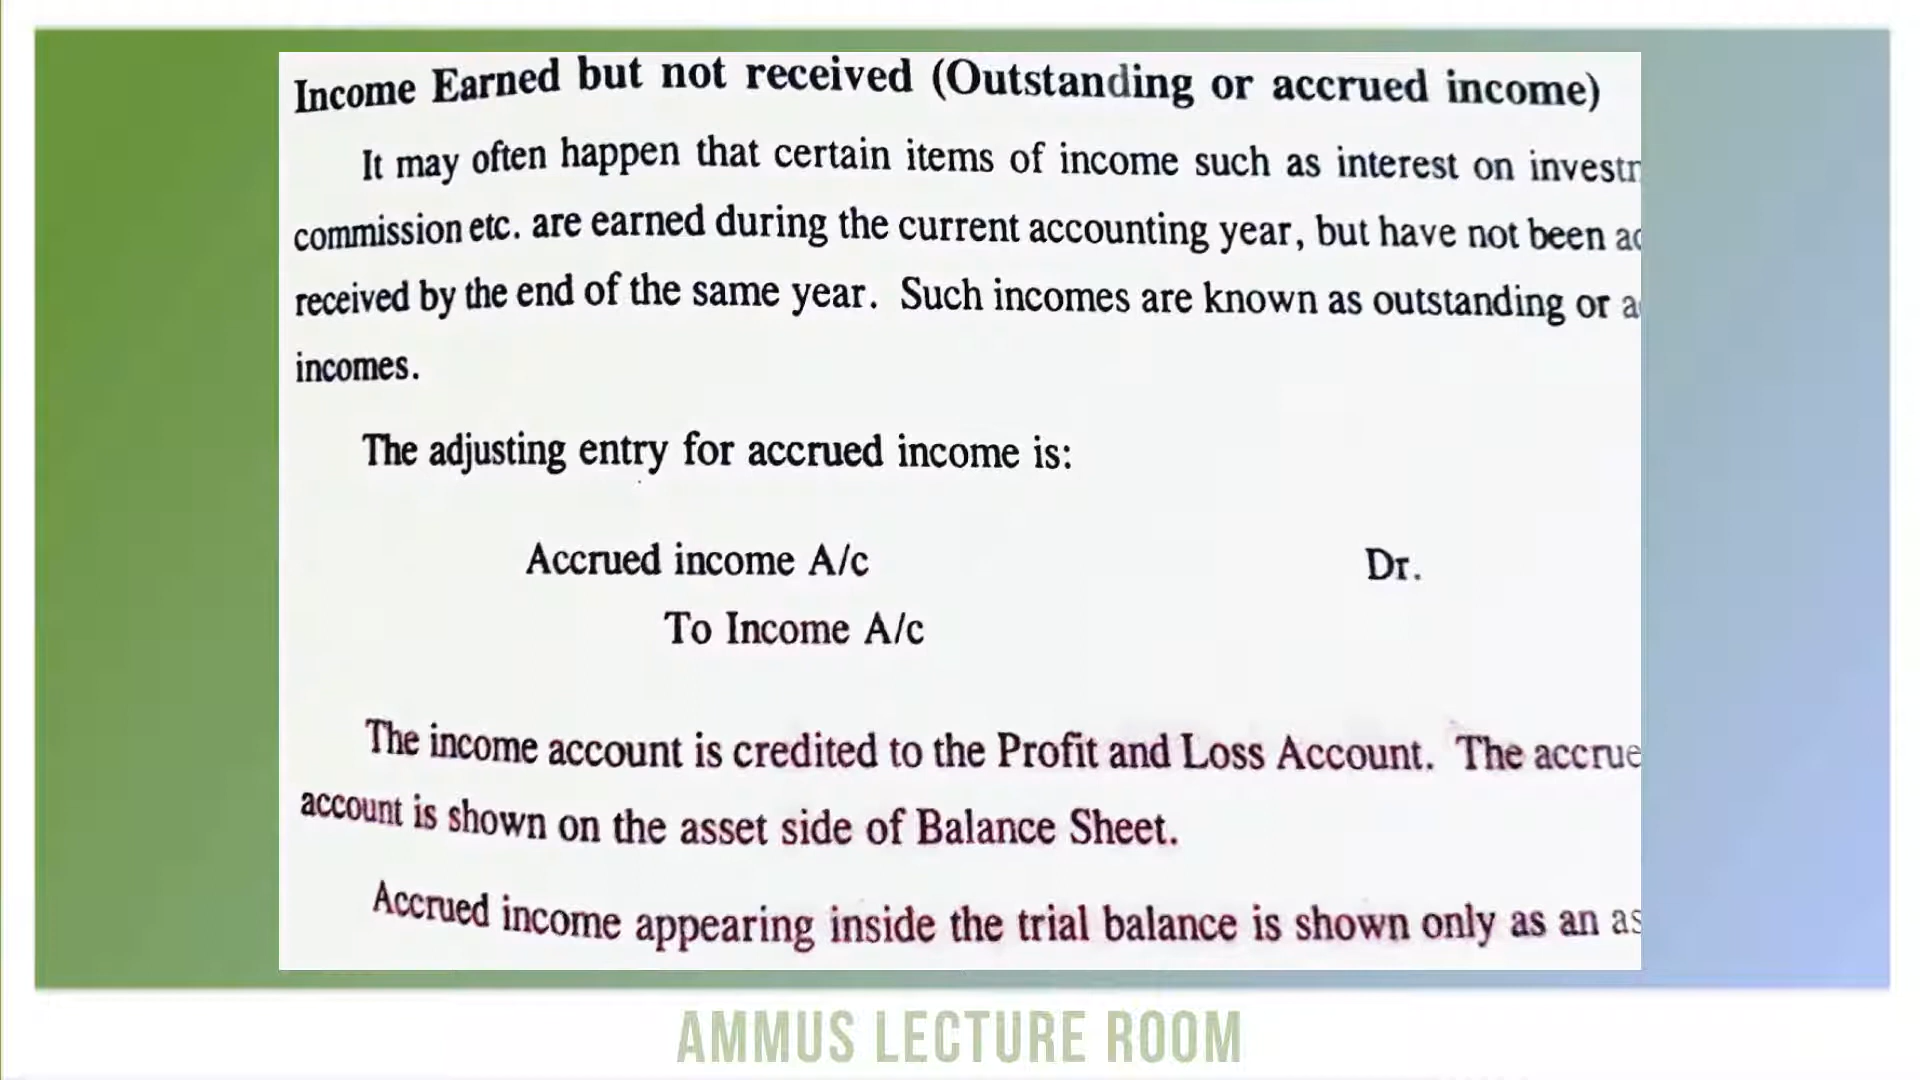 Income Earned but not received (Outstanding or accrued income)
It may often happen that certain items of income such as interest on
commission etc. are earned during the current accounting year, but have not been
received by the end of the same year. Such incomes are known as outstanding or
incomes.
The adjusting entry for accrued income is:
Accrued income A/c Dr.
To Income A/c
The income account is credited to the Profit and Loss Account. The
account is shown on the asset side of Balance Sheet.
Accrued income appearing inside the trial balance is shown only as an
AMMUS LECTURE ROOM